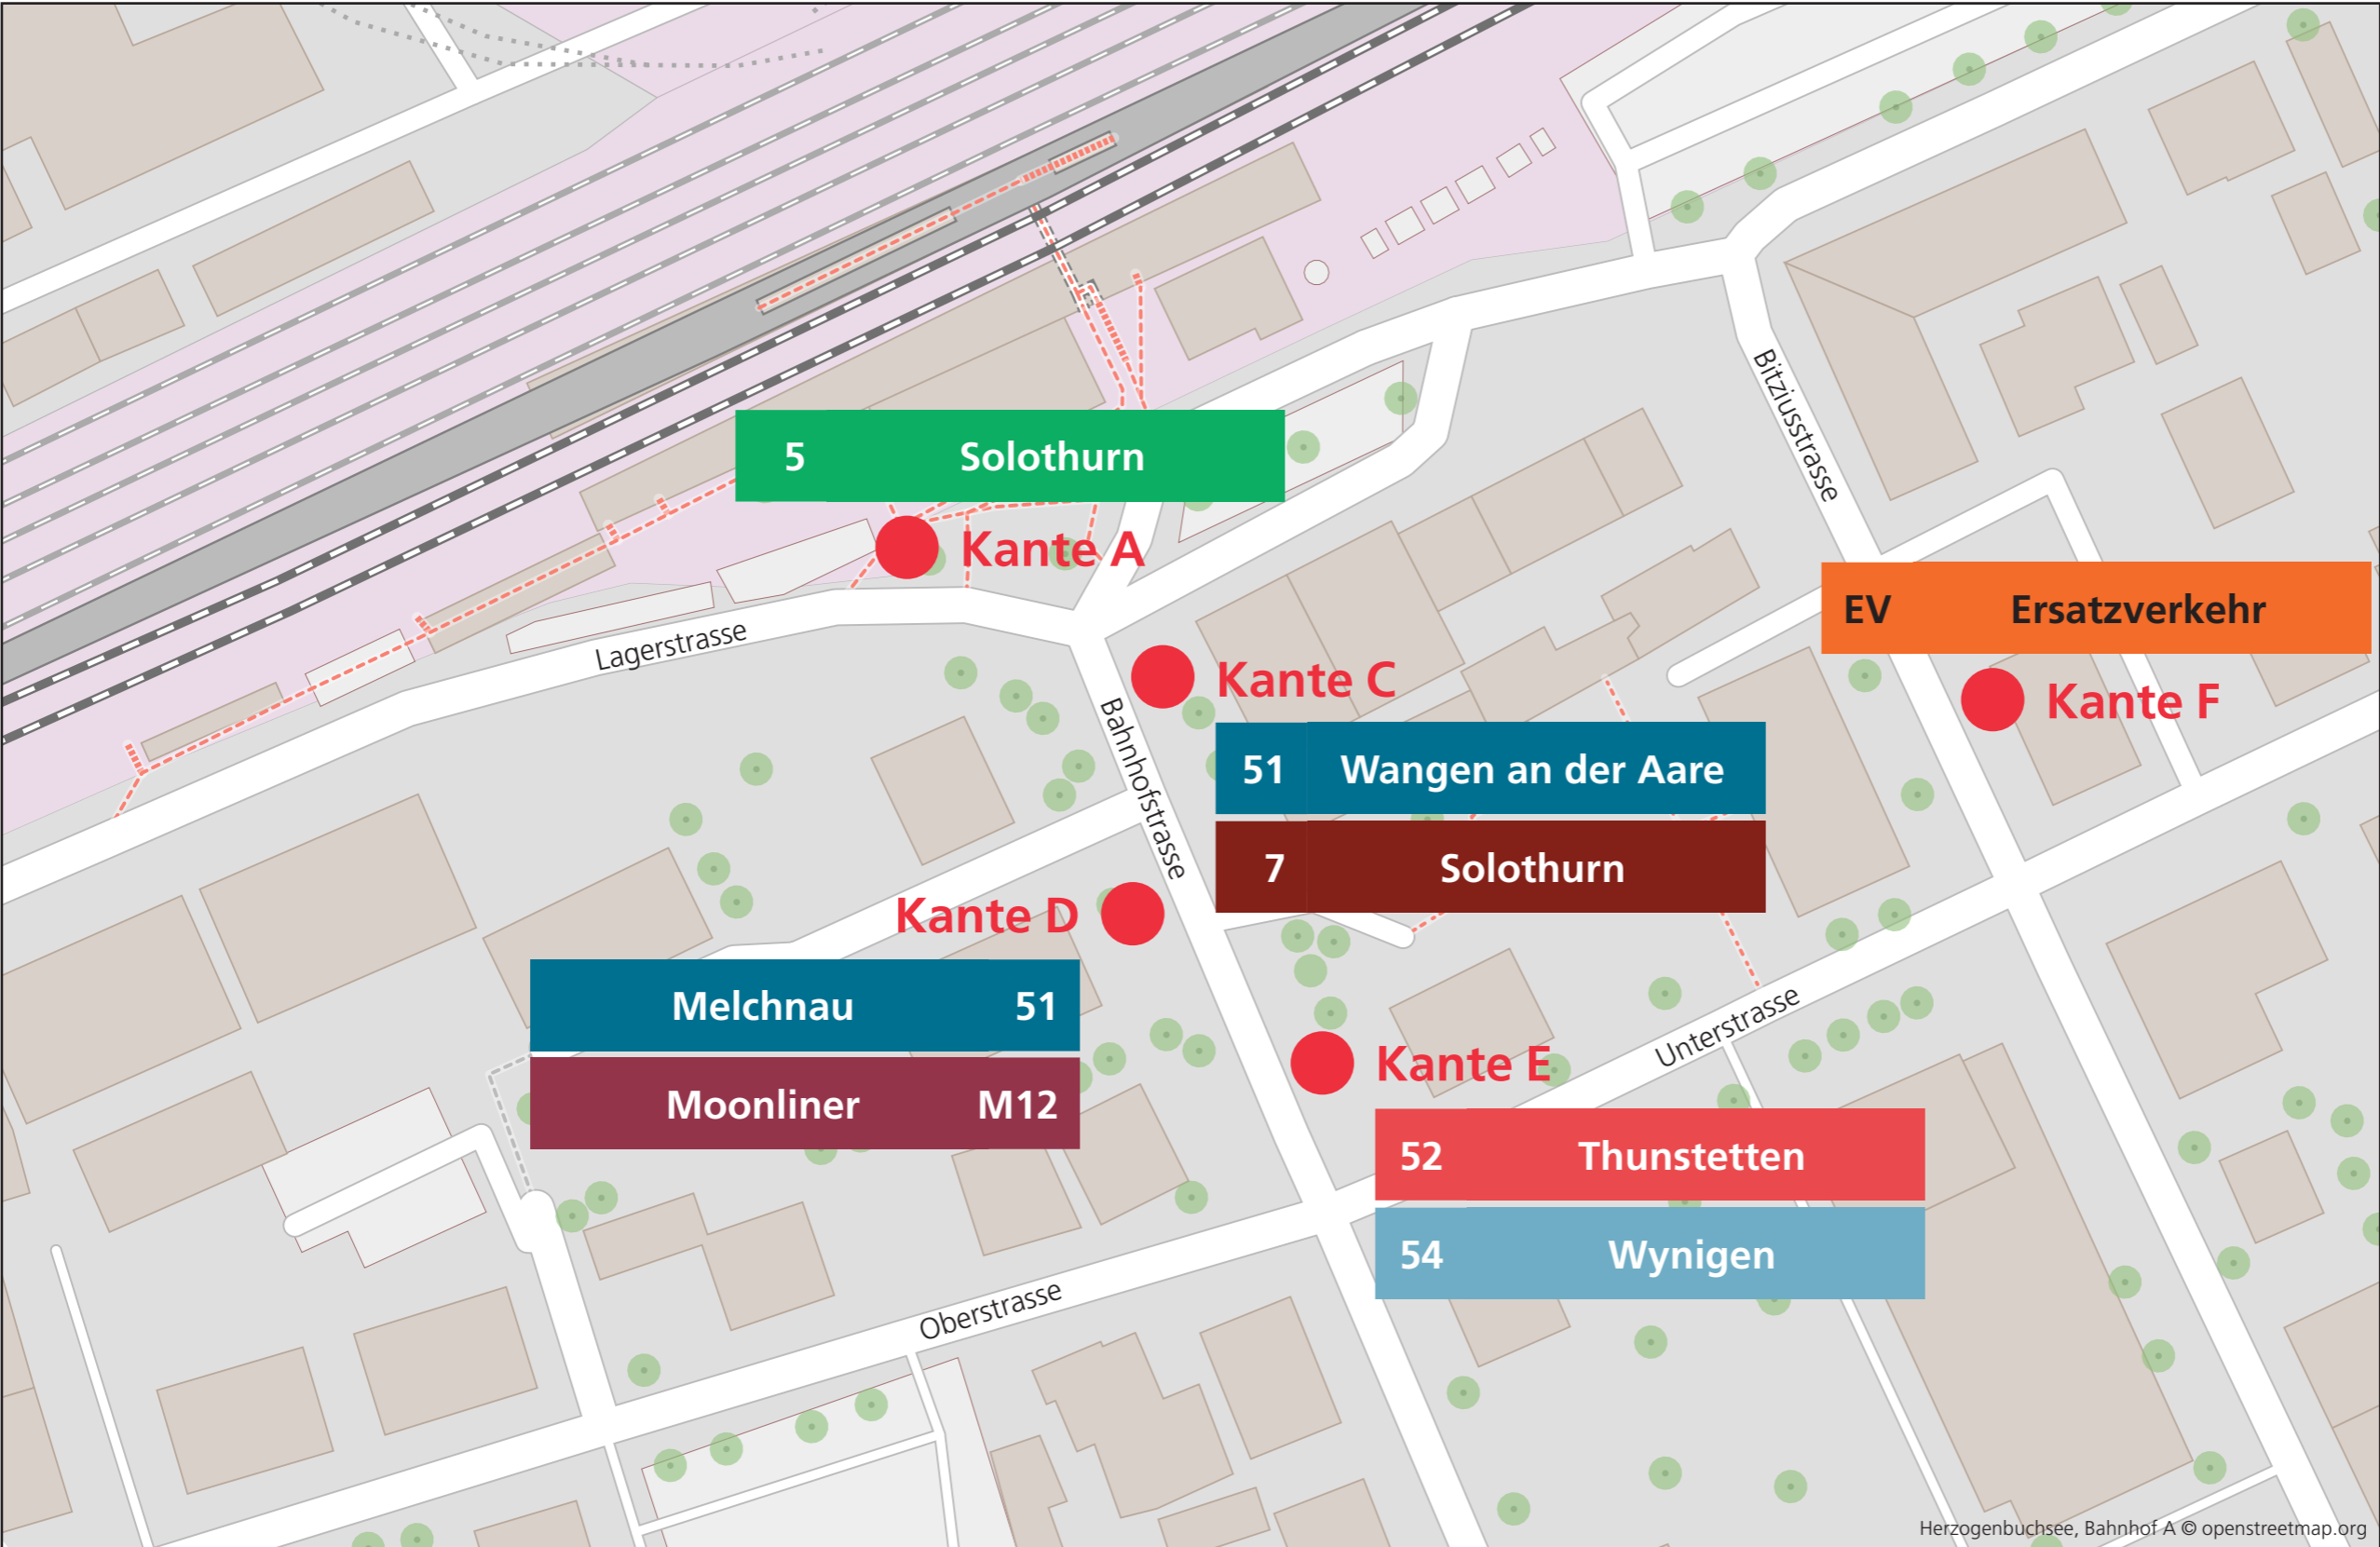 Bitziusstrasse
5 Solothurn
Kante A
EV Ersatzverkehr
Lagerstrasse
Kante C
Kante F
Bahnhofstrasse
51 Wangen an der Aare
7 Solothurn
Kante D
Melchnau 51
Moonliner M12
Unterstrasse
Kante E
52 Thunstetten
54 Wynigen
Oberstrasse
Herzogenbuchsee, Bahnhof A © openstreetmap.org